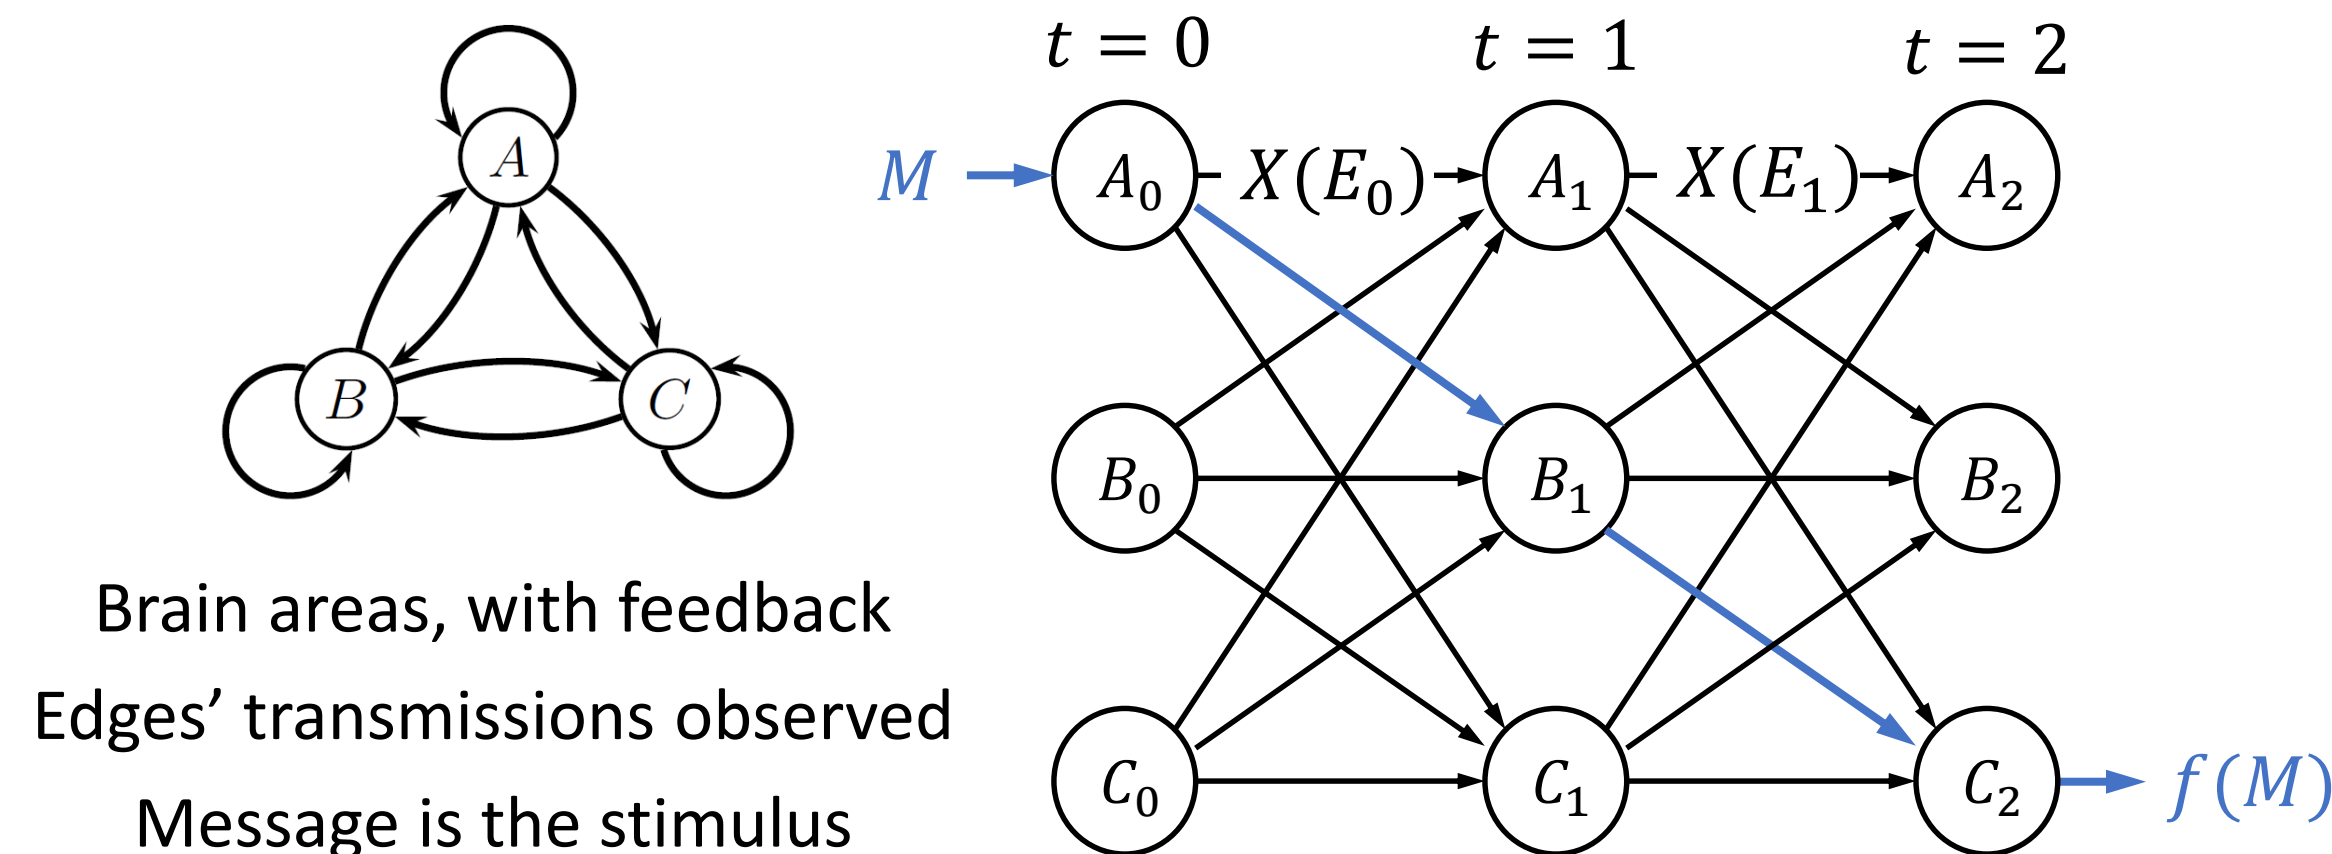 A
B
C
Brain areas, with feedback
Edges’ transmissions observed
Message is the stimulus
t = 0 t = 1 t = 2
M A₀ X(E₀) A₁ X(E₁) A₂
B₀ B₁ B₂
C₀ C₁ C₂ f(M)